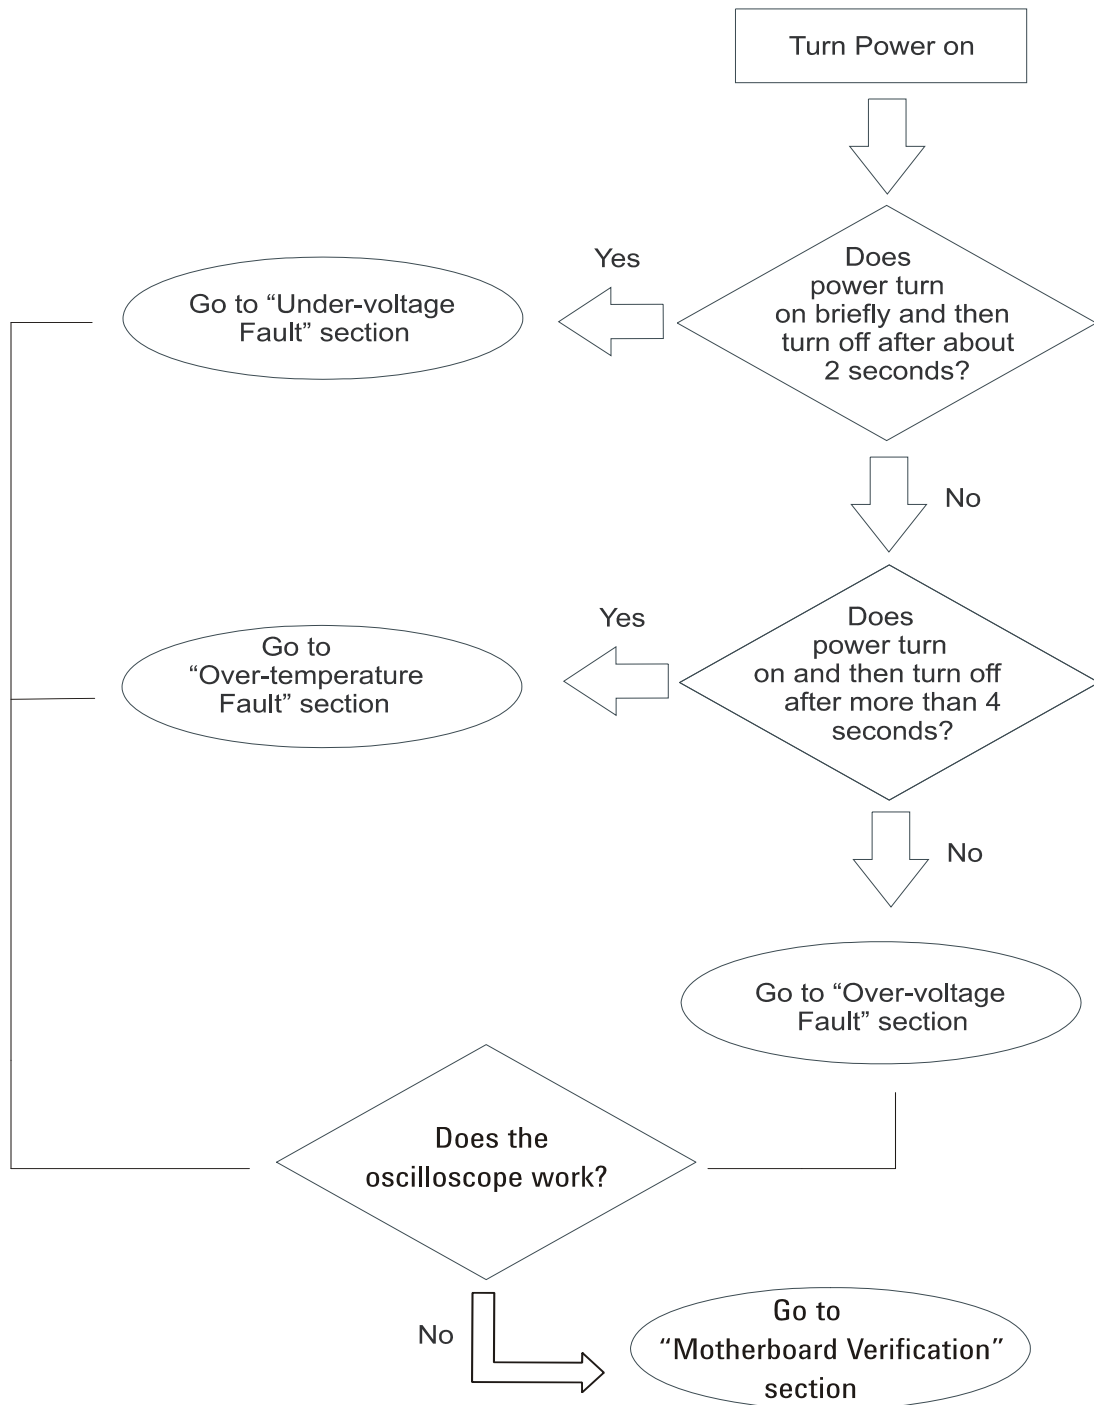 Turn Power on
Does
power turn
on briefly and then
turn off after about
2 seconds?
Yes
Go to “Under-voltage
Fault” section
No
Does
power turn
on and then turn off
after more than 4
seconds?
Yes
Go to
“Over-temperature
Fault” section
No
Go to “Over-voltage
Fault” section
Does the
oscilloscope work?
No
Go to
“Motherboard Verification”
section